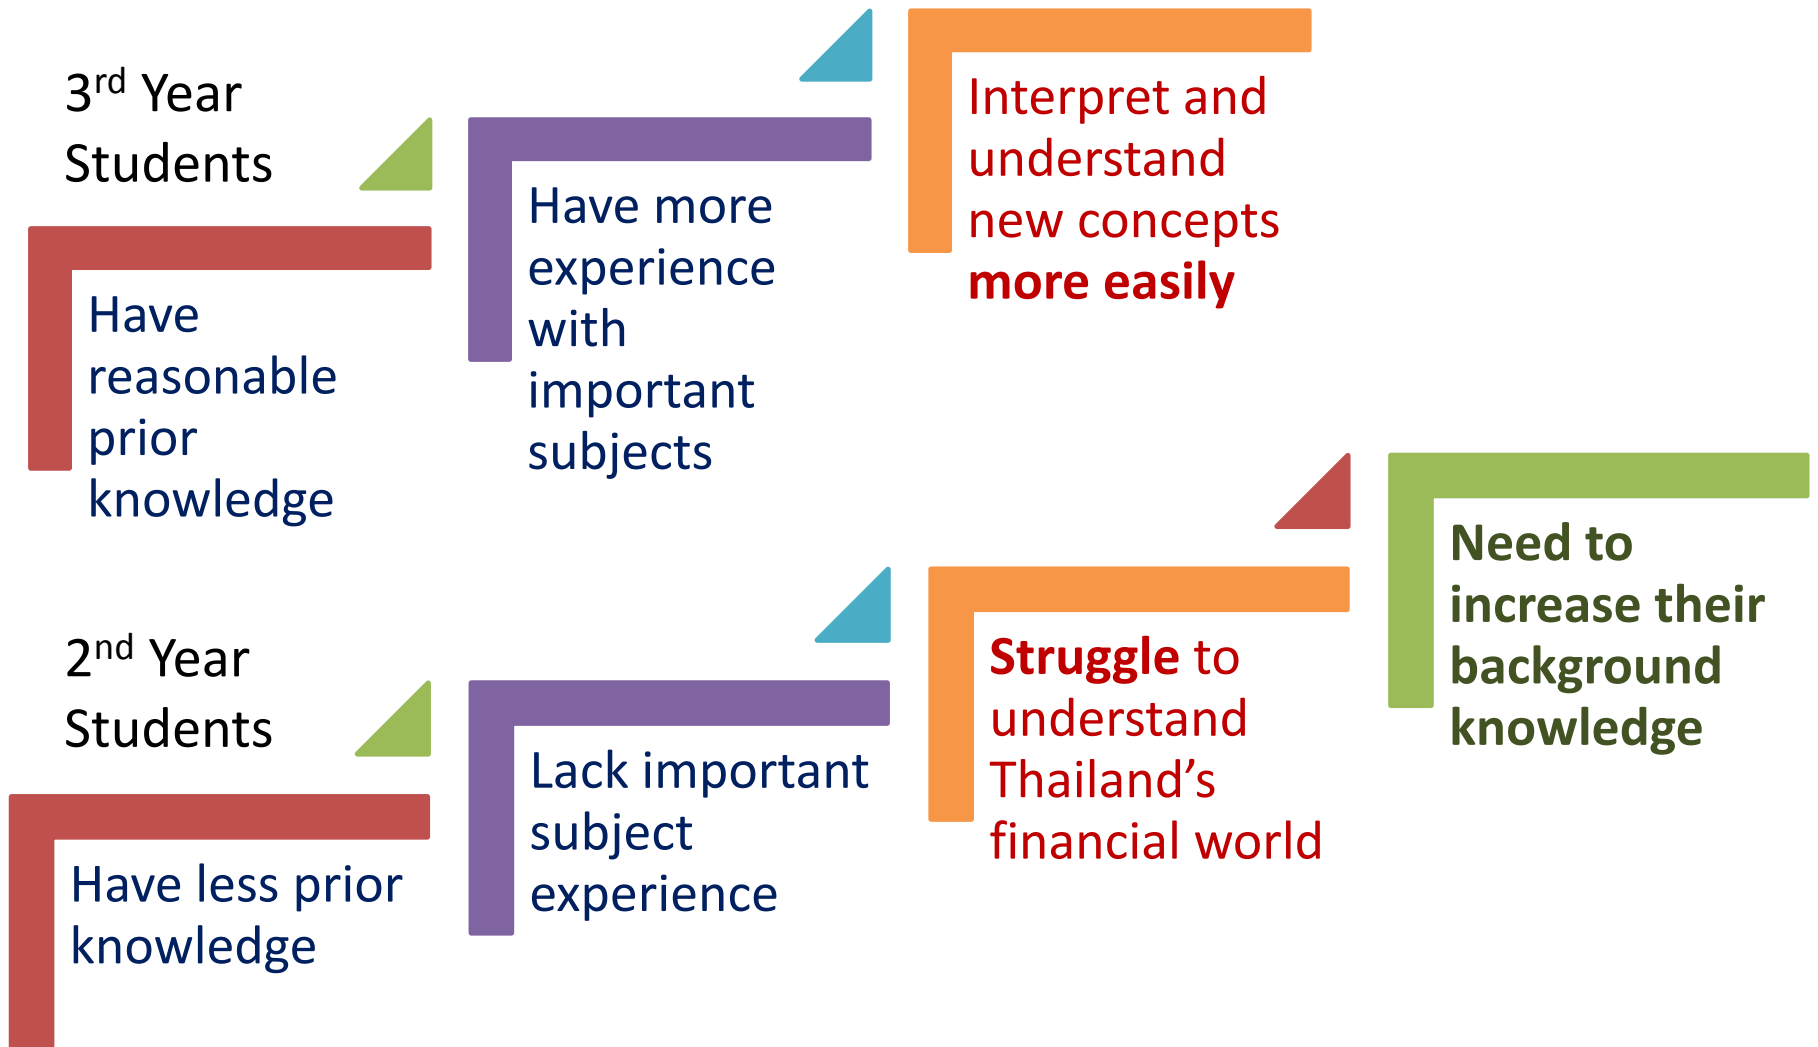 3rd Year
Students
Have
reasonable
prior
knowledge
Have more
experience
with
important
subjects
Interpret and
understand
new concepts
more easily
2nd Year
Students
Have less prior
knowledge
Lack important
subject
experience
Struggle to
understand
Thailand’s
financial world
Need to
increase their
background
knowledge